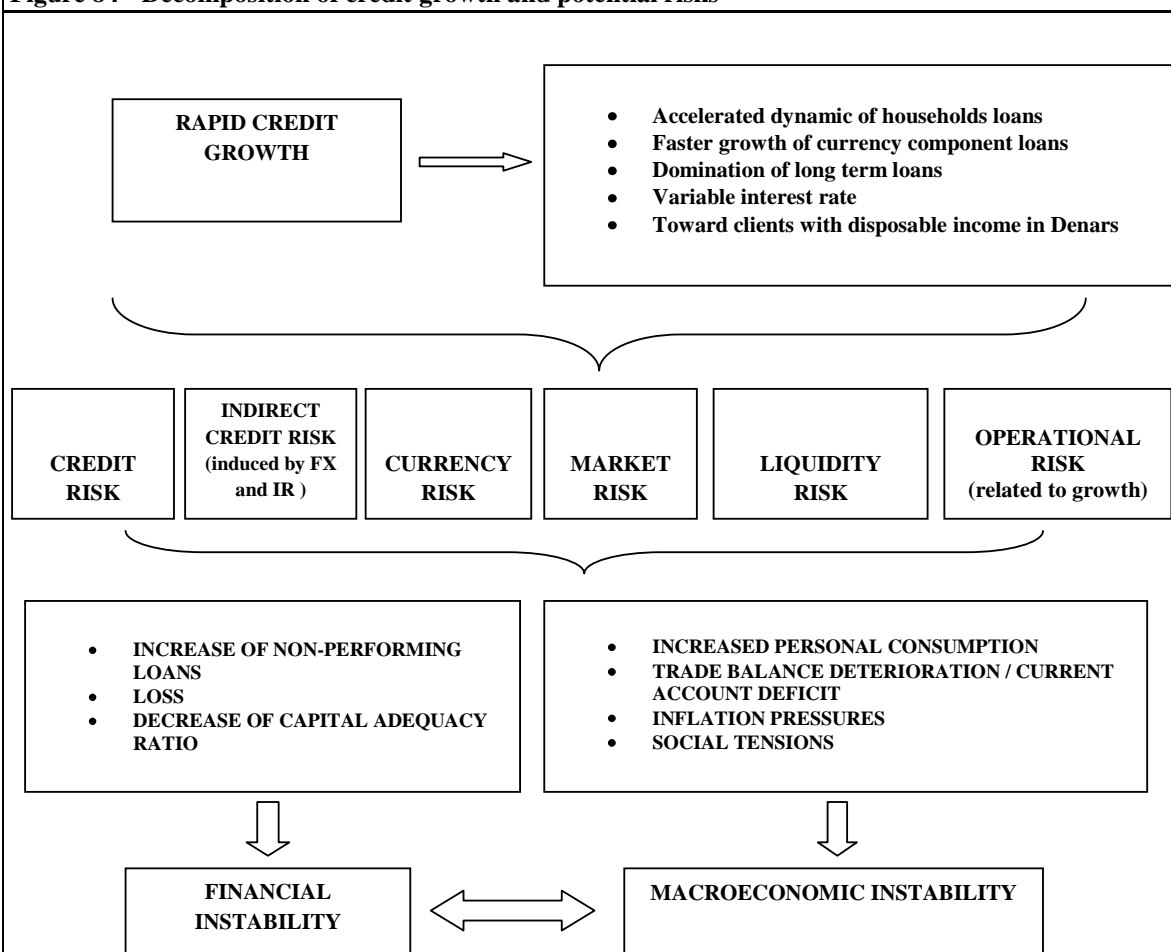 Decomposition of credit growth and potential risks
RAPID CREDIT
GROWTH
• Accelerated dynamic of households loans
• Faster growth of currency component loans
• Domination of long term loans
• Variable interest rate
• Toward clients with disposable income in Denars
CREDIT
RISK
INDIRECT
CREDIT RISK
(induced by FX
and IR )
CURRENCY
RISK
MARKET
RISK
LIQUIDITY
RISK
OPERATIONAL
RISK
(related to growth)
• INCREASE OF NON-PERFORMING
LOANS
• LOSS
• DECREASE OF CAPITAL ADEQUACY
RATIO
• INCREASED PERSONAL CONSUMPTION
• TRADE BALANCE DETERIORATION / CURRENT
ACCOUNT DEFICIT
• INFLATION PRESSURES
• SOCIAL TENSIONS
FINANCIAL
INSTABILITY
MACROECONOMIC INSTABILITY